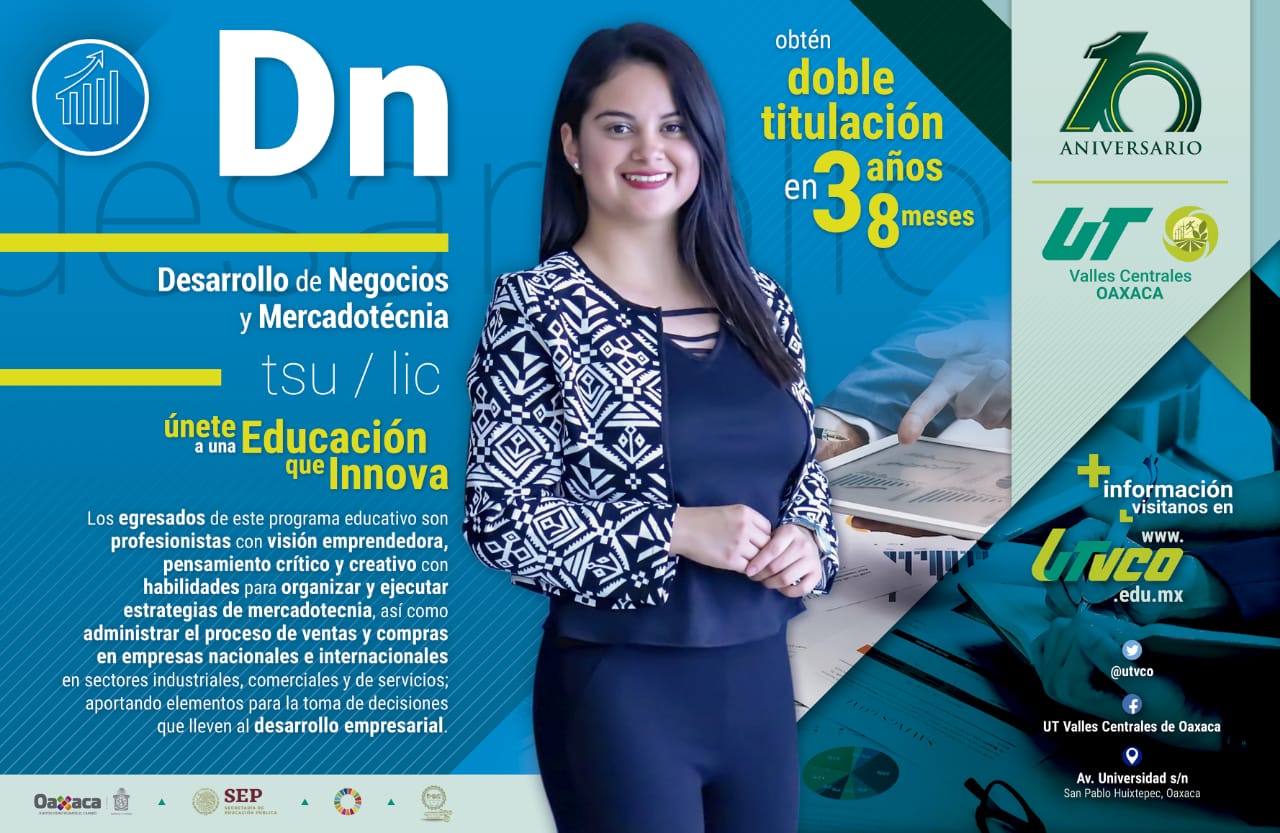 Dn
desarrollo
Desarrollo de Negocios
y Mercadotécnia
tsu / lic
únete
a una Educación
que Innova
Los egresados de este programa educativo son
profesionistas con visión emprendedora,
pensamiento crítico y creativo con
habilidades para organizar y ejecutar
estrategias de mercadotecnia, así como
administrar el proceso de ventas y compras
en empresas nacionales e internacionales
en sectores industriales, comerciales y de servicios;
aportando elementos para la toma de decisiones
que lleven al desarrollo empresarial.
obtén
doble
titulación
en 3 años
8 meses
10
ANIVERSARIO
UT
Valles Centrales
OAXACA
+ información
visitanos en
www.
UTVCO
.edu.mx
@utvco
UT Valles Centrales de Oaxaca
Av. Universidad s/n
San Pablo Huixtepec, Oaxaca
Oaxaca
SEP
SECRETARÍA DE
EDUCACIÓN PÚBLICA